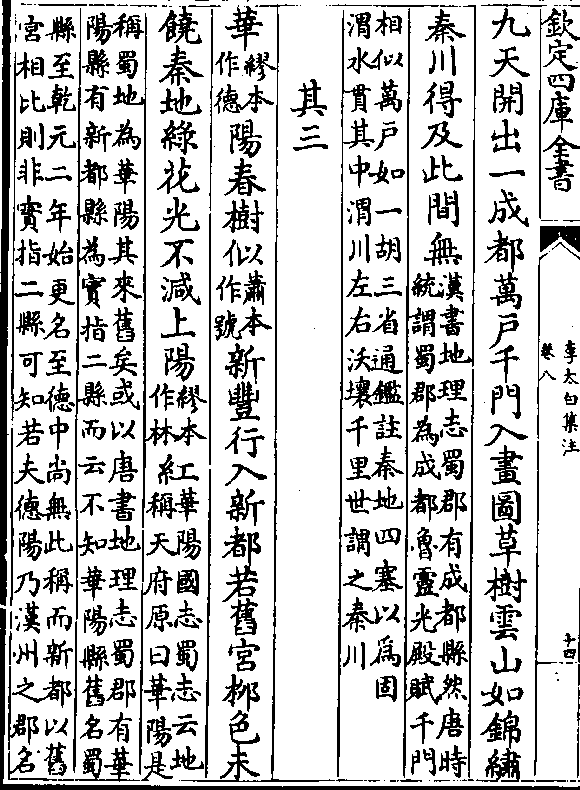 欽定四庫全書
李太白集注
卷八
十四
九天開出一成都萬戶千門入畫圖草樹雲山如錦繡
秦川得及此間無
漢書地理志蜀郡有成都縣然唐時
統謂蜀郡為成都魯靈光殿賦千門
相似萬戶如一胡三省通鑑註秦地四塞以為固
渭水貫其中渭川左右沃壤千里世謂之秦川
其三
華繆本作德陽春樹似蕭本作號新豐行入新都若舊宮栁色未
饒秦地綠花光不減上陽繆本作林紅
華陽國志蜀志云地
稱天府原曰華陽是
稱蜀地為華陽其來舊矣或以唐書地理志蜀郡有華
陽縣有新都縣為實指二縣而云不知華陽縣舊名蜀
縣至乾元二年始更名至德中尚無此稱而新都以舊
宮相比則非實指二縣可知若夫德陽乃漢州之郡名